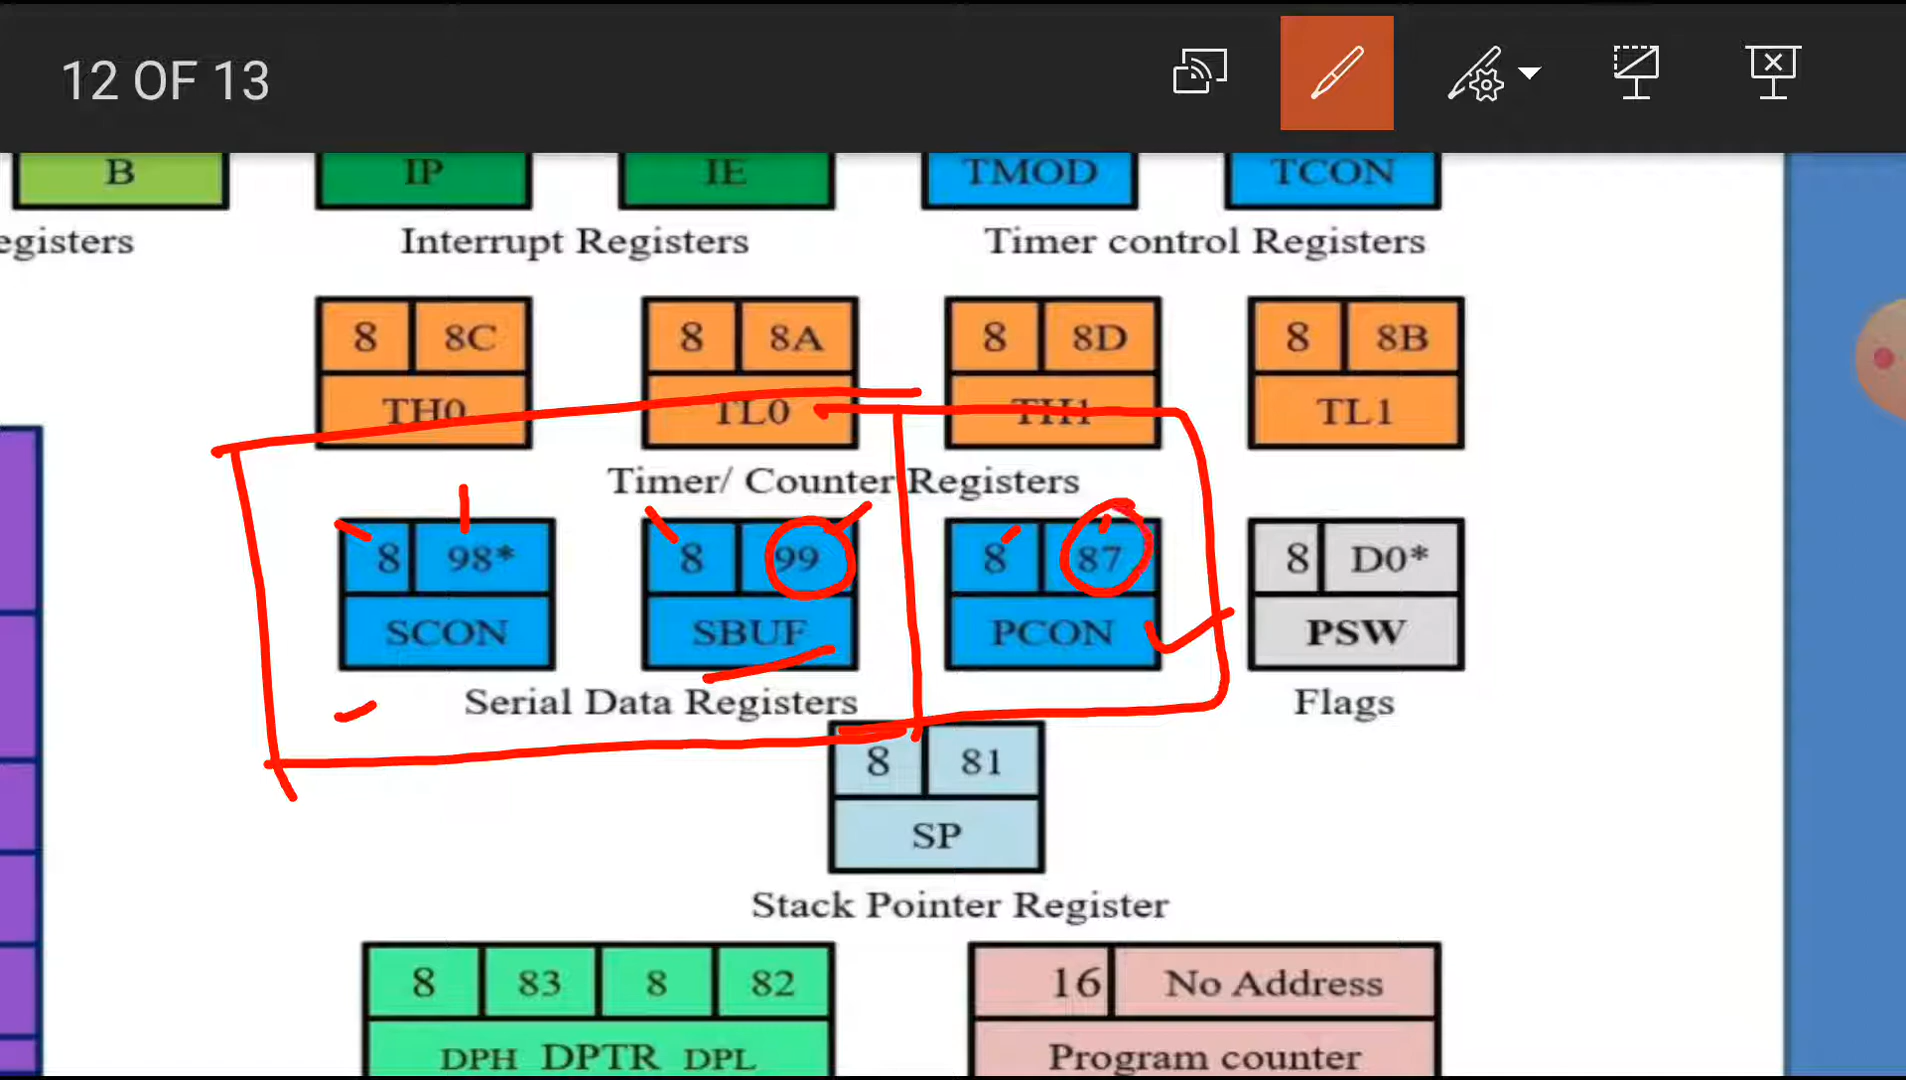 12 OF 13
B IP IE TMOD TCON
egisters Interrupt Registers Timer control Registers
8 8C 8 8A 8 8D 8 8B
TH0 TL0 TH1 TL1
Timer/ Counter Registers
8 98* 8 99 8 87 8 D0*
SCON SBUF PCON PSW
Serial Data Registers Flags
8 81
SP
Stack Pointer Register
8 83 8 82 16 No Address
DPH DPTR DPL Program counter